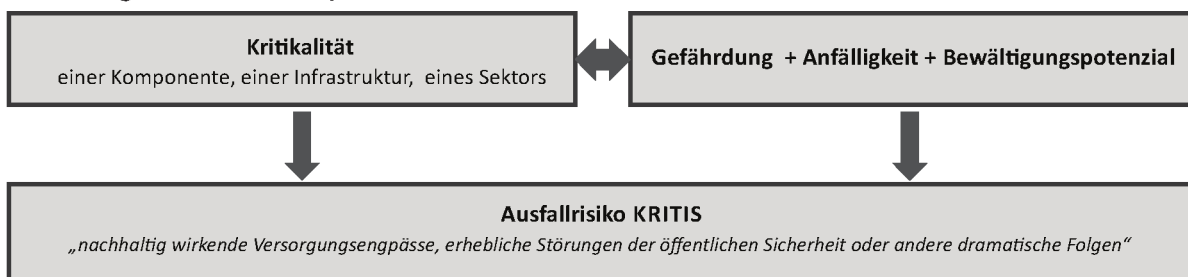 Kritikalität
einer Komponente, einer Infrastruktur, eines Sektors
Gefährdung + Anfälligkeit + Bewältigungspotenzial
Ausfallrisiko KRITIS
„nachhaltig wirkende Versorgungsengpässe, erhebliche Störungen der öffentlichen Sicherheit oder andere dramatische Folgen“